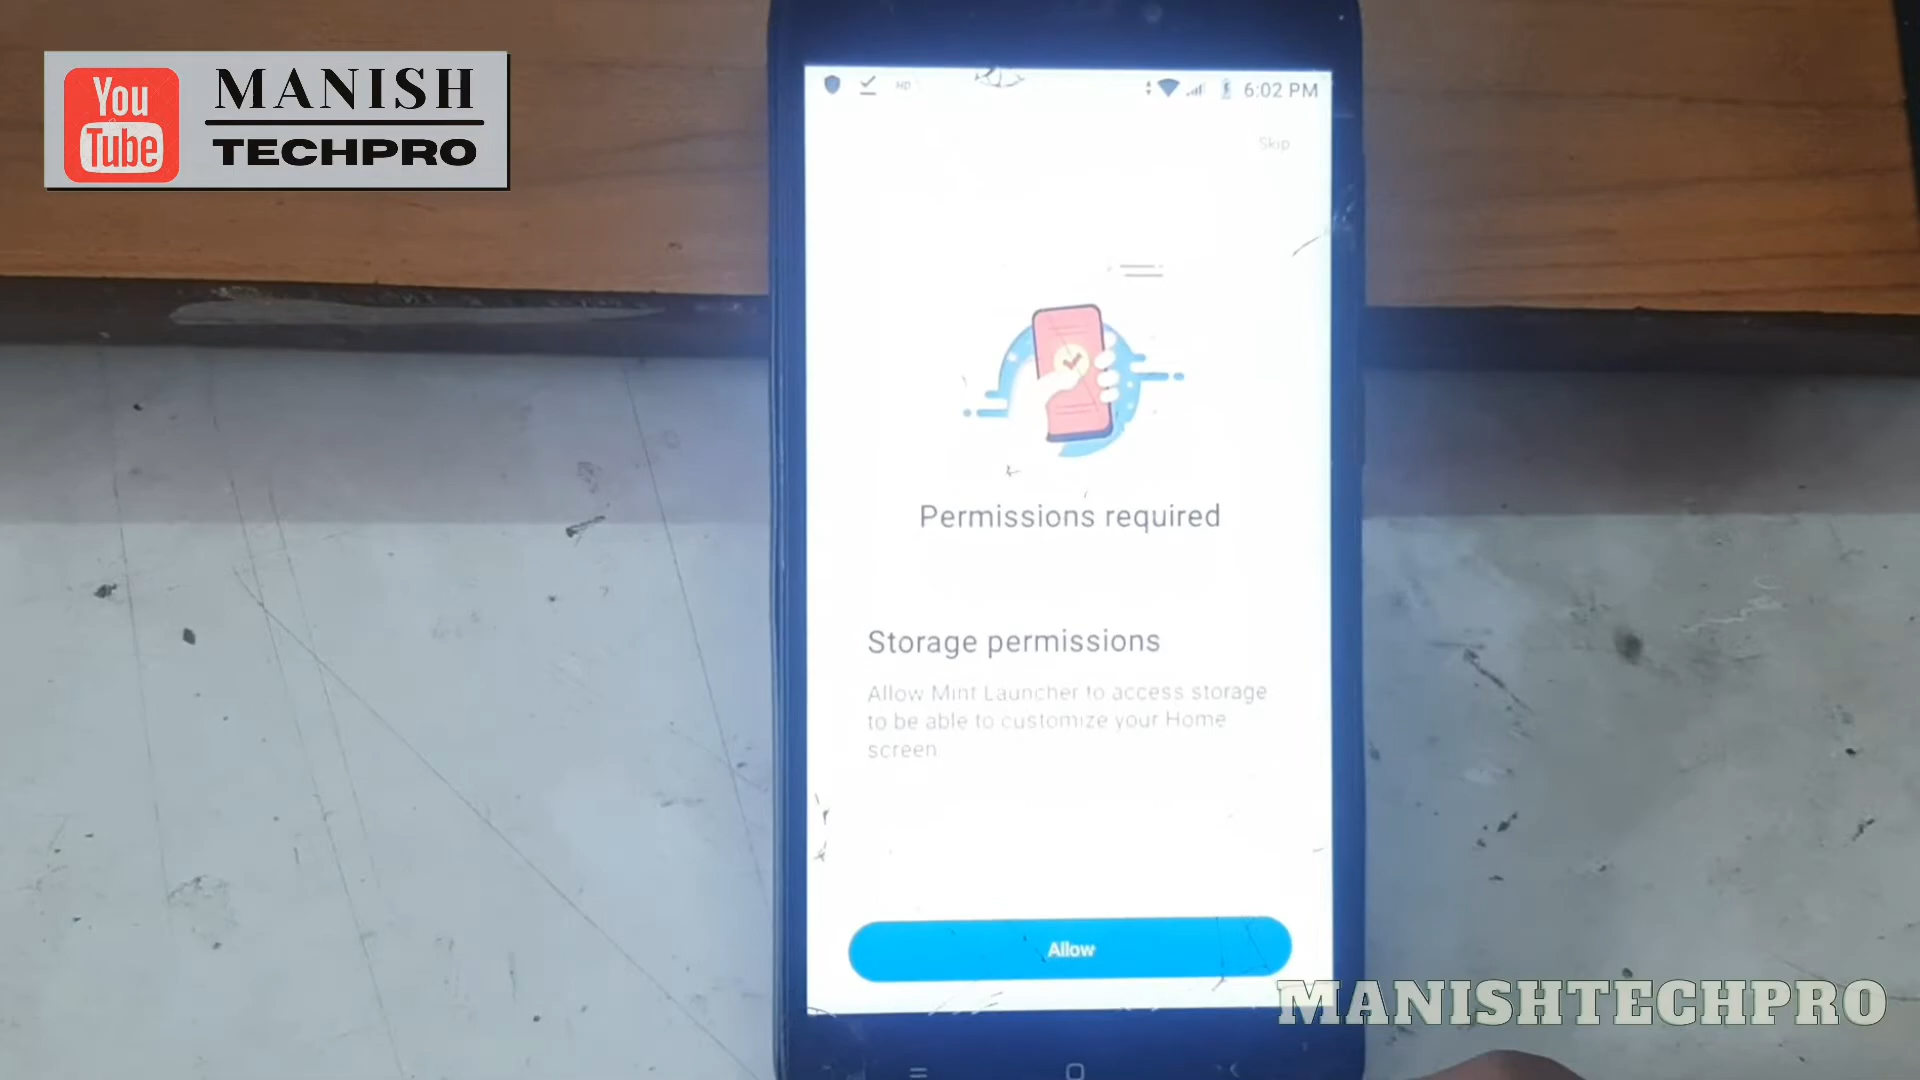 You
Tube
MANISH
TECHPRO
HD
6:02 PM
Skip
Permissions required
Storage permissions
Allow Mint Launcher to access storage
to be able to customize your Home
screen
Allow
MANISHTECHPRO